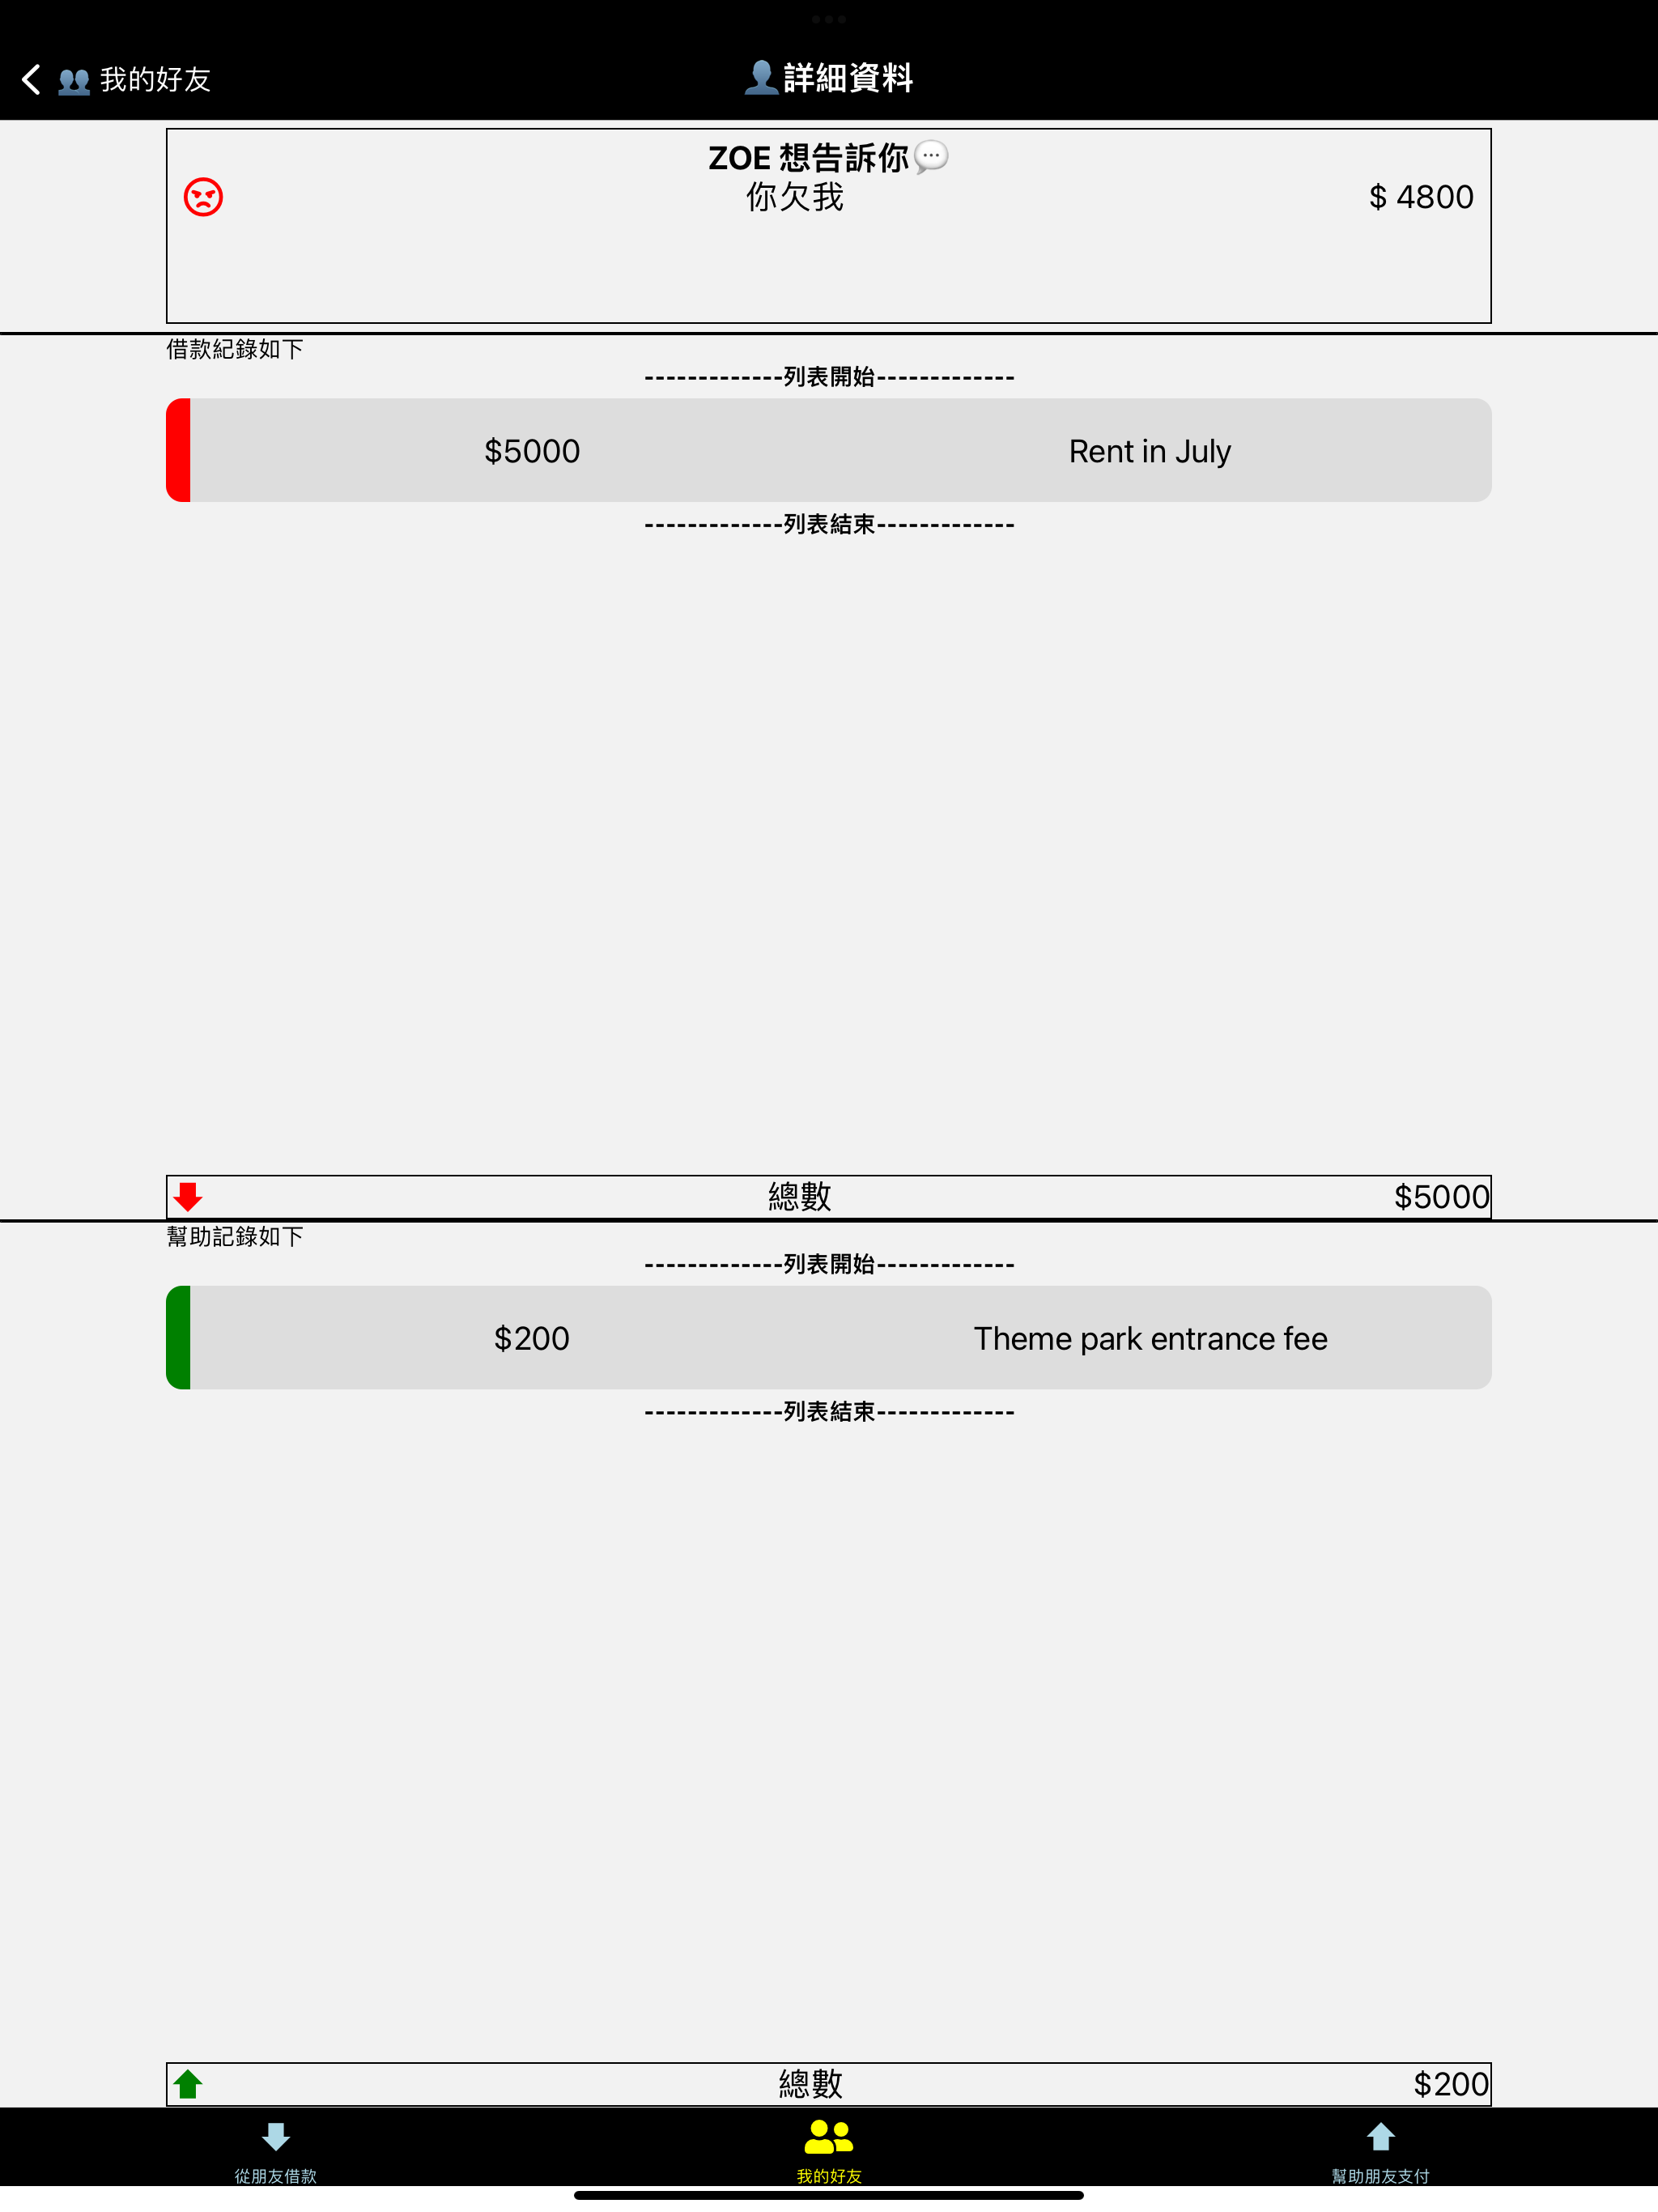 我的好友
詳細資料
ZOE 想告訴你
你欠我 $ 4800
借款紀錄如下
-------------列表開始-------------
$5000 Rent in July
-------------列表結束-------------
總數 $5000
幫助記錄如下
-------------列表開始-------------
$200 Theme park entrance fee
-------------列表結束-------------
總數 $200
從朋友借款 我的好友 幫助朋友支付